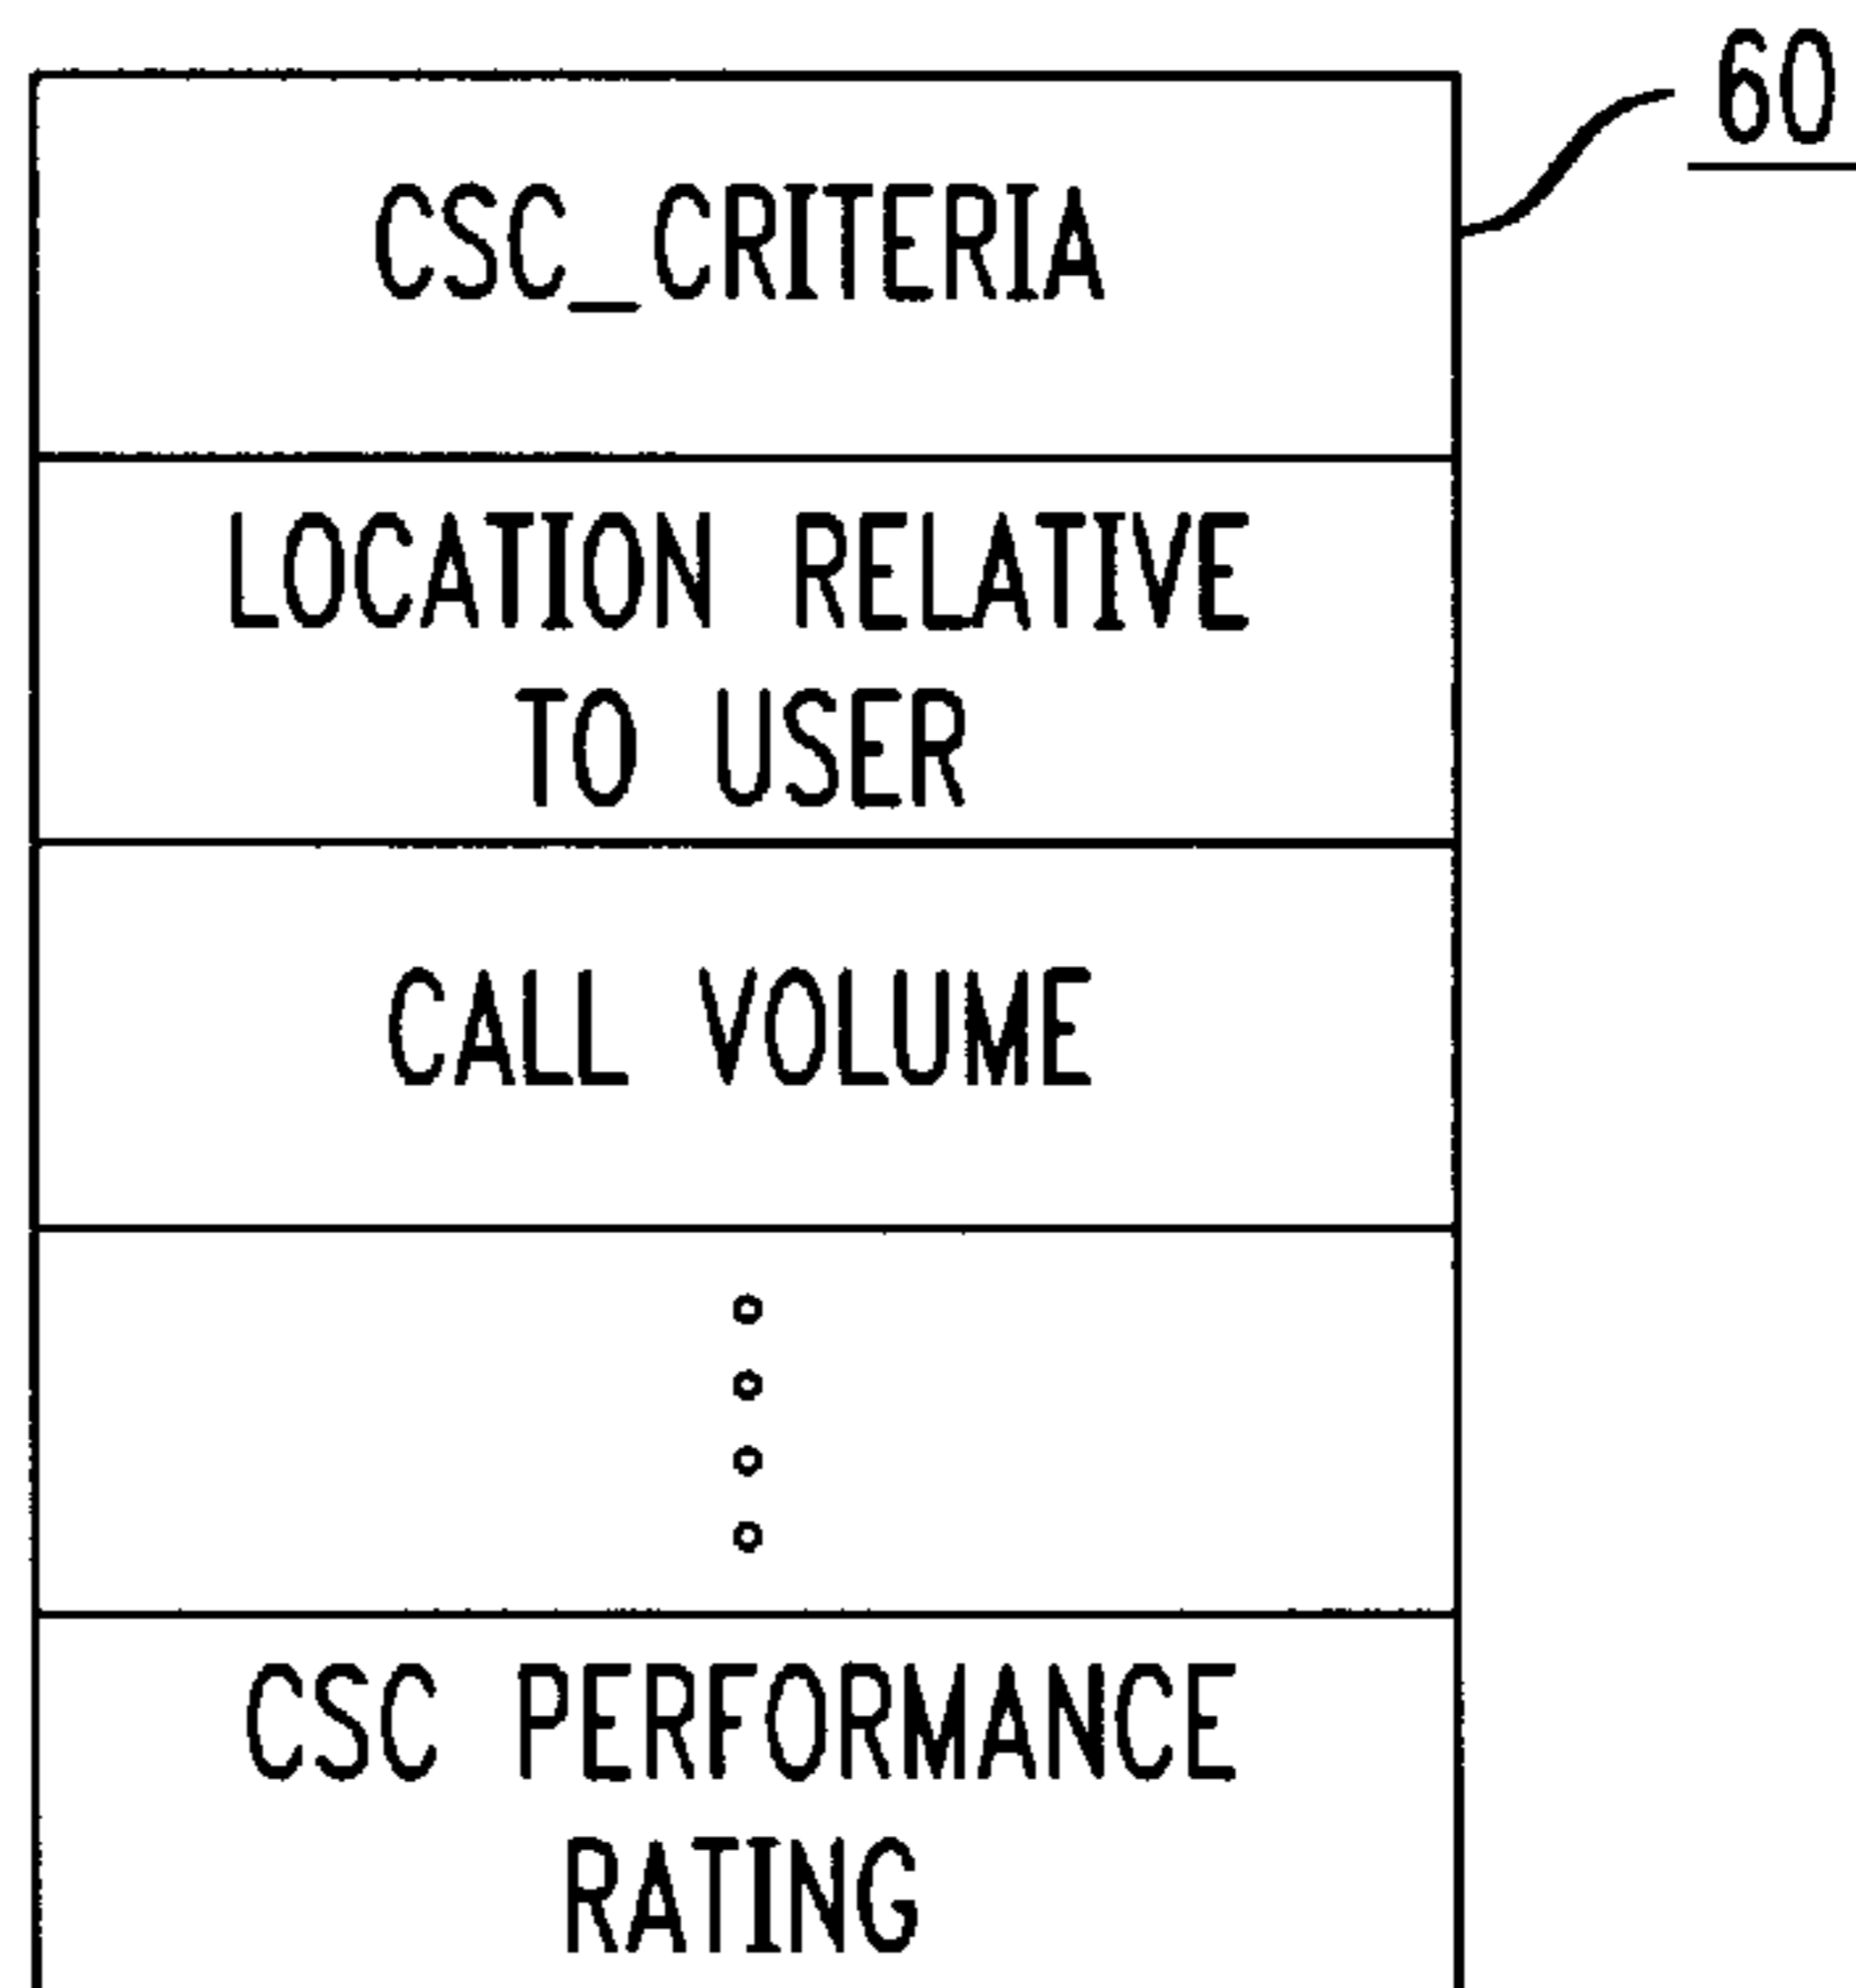 60
CSC_CRITERIA
LOCATION RELATIVE
TO USER
CALL VOLUME
CSC PERFORMANCE
RATING